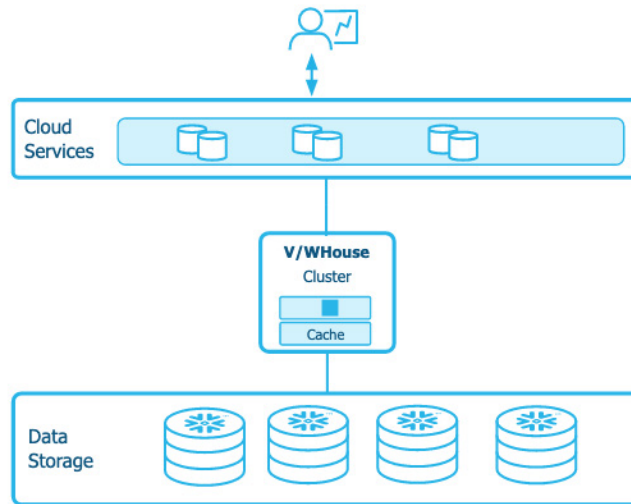 Cloud
Services
V/WHouse
Cluster
Cache
Data
Storage